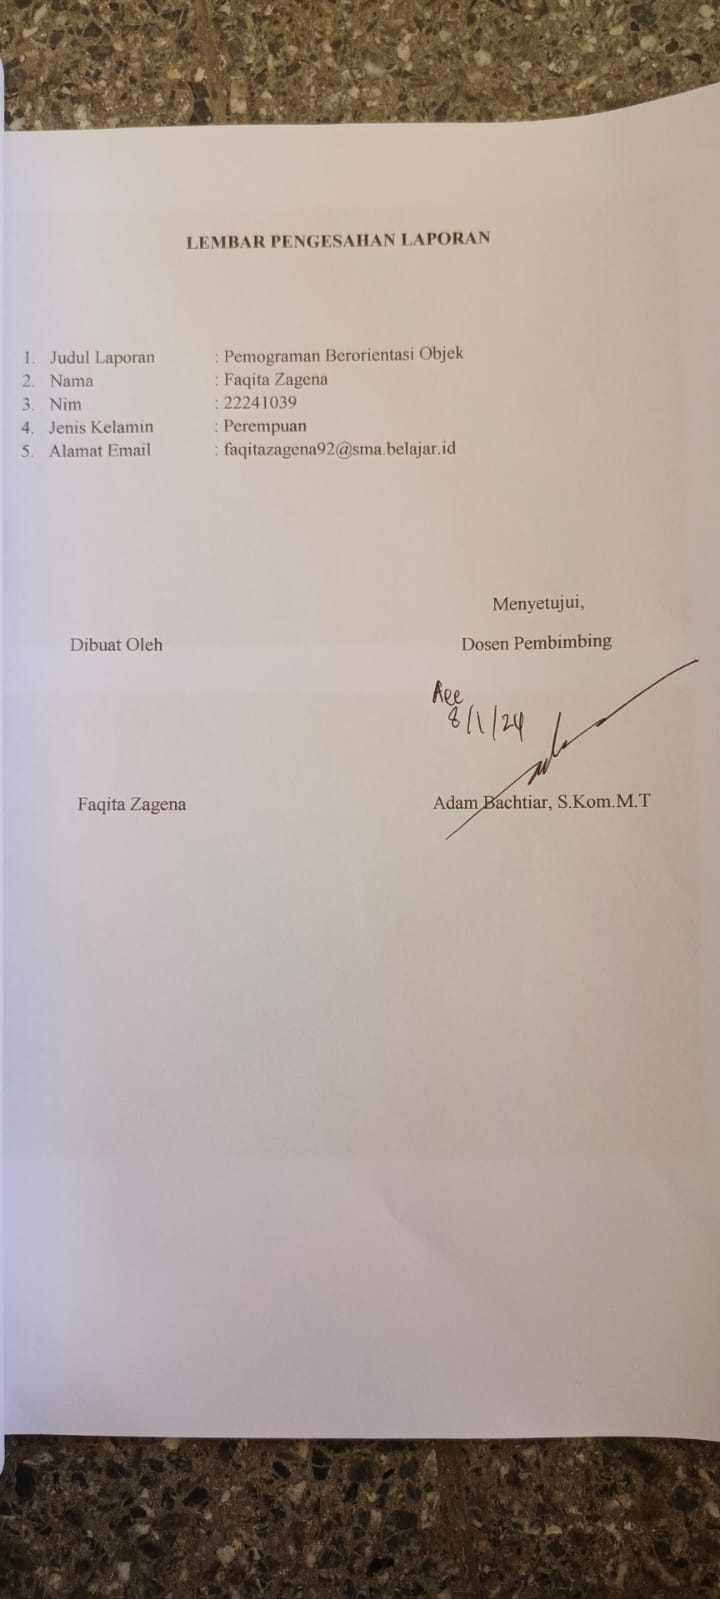 LEMBAR PENGESAHAN LAPORAN
1. Judul Laporan : Pemograman Berorientasi Objek
2. Nama : Faqita Zagena
3. Nim : 22241039
4. Jenis Kelamin : Perempuan
5. Alamat Email : faqitazagena92@sma.belajar.id
Menyetujui,
Dibuat Oleh Dosen Pembimbing
Acc
8/1/24
Faqita Zagena Adam Bachtiar, S.Kom.M.T